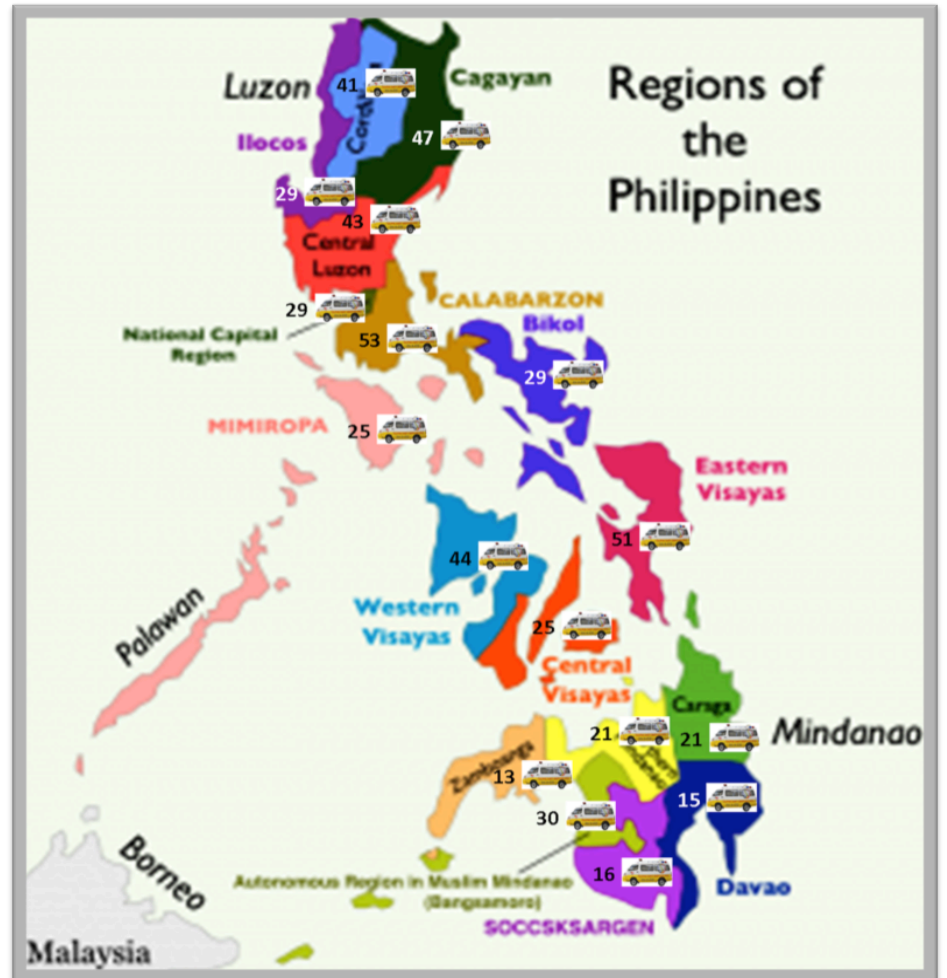 Regions of
the
Philippines
Luzon
Cagayan
41
47
Ilocos
29
43
Central
Luzon
29
CALABARZON
Bikol
National Capital
Region
53
29
MIMIROPA
25
Eastern
Visayas
51
44
Western
Visayas
Palawan
25
Central
Visayas
Caraga
21
21
Mindanao
Zamboanga
13
15
30
Borneo
16
Autonomous Region in Muslim Mindanao
(Bangsamoro)
Davao
SOCCSKSARGEN
Malaysia